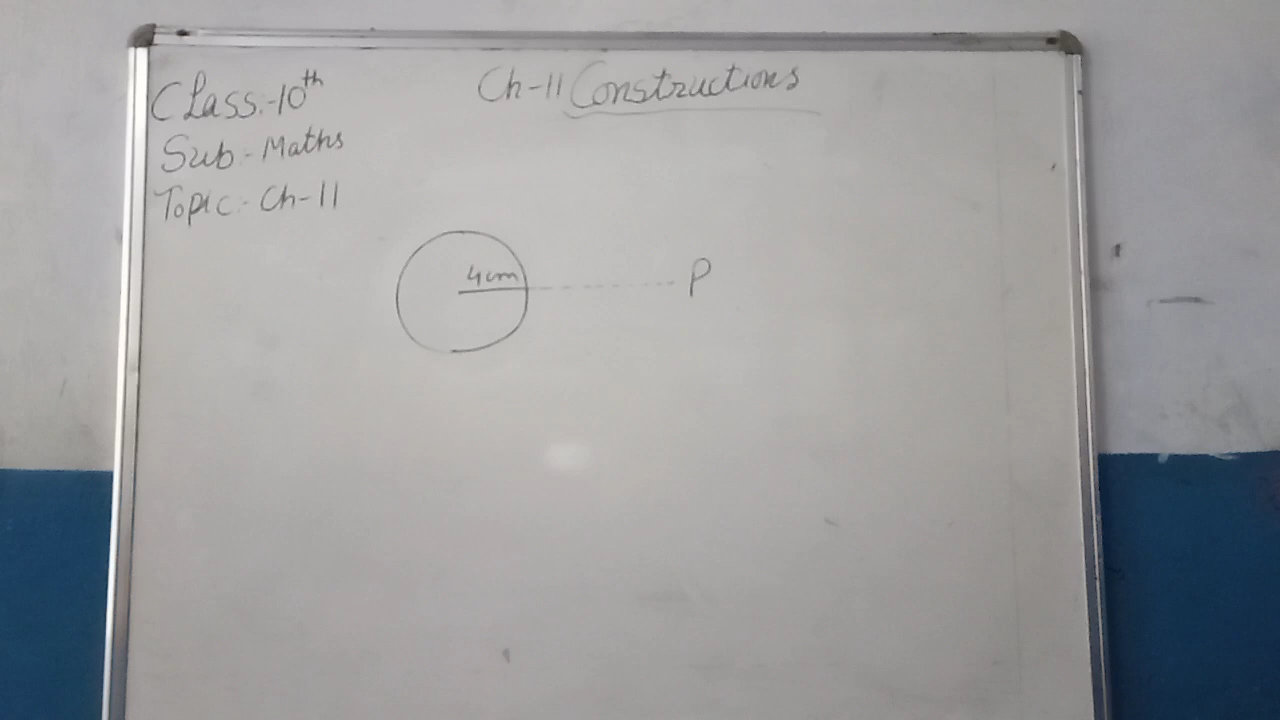 Ch-11 Constructions
Class:-10th
Sub:- Maths
Topic:- Ch-11
4cm
P